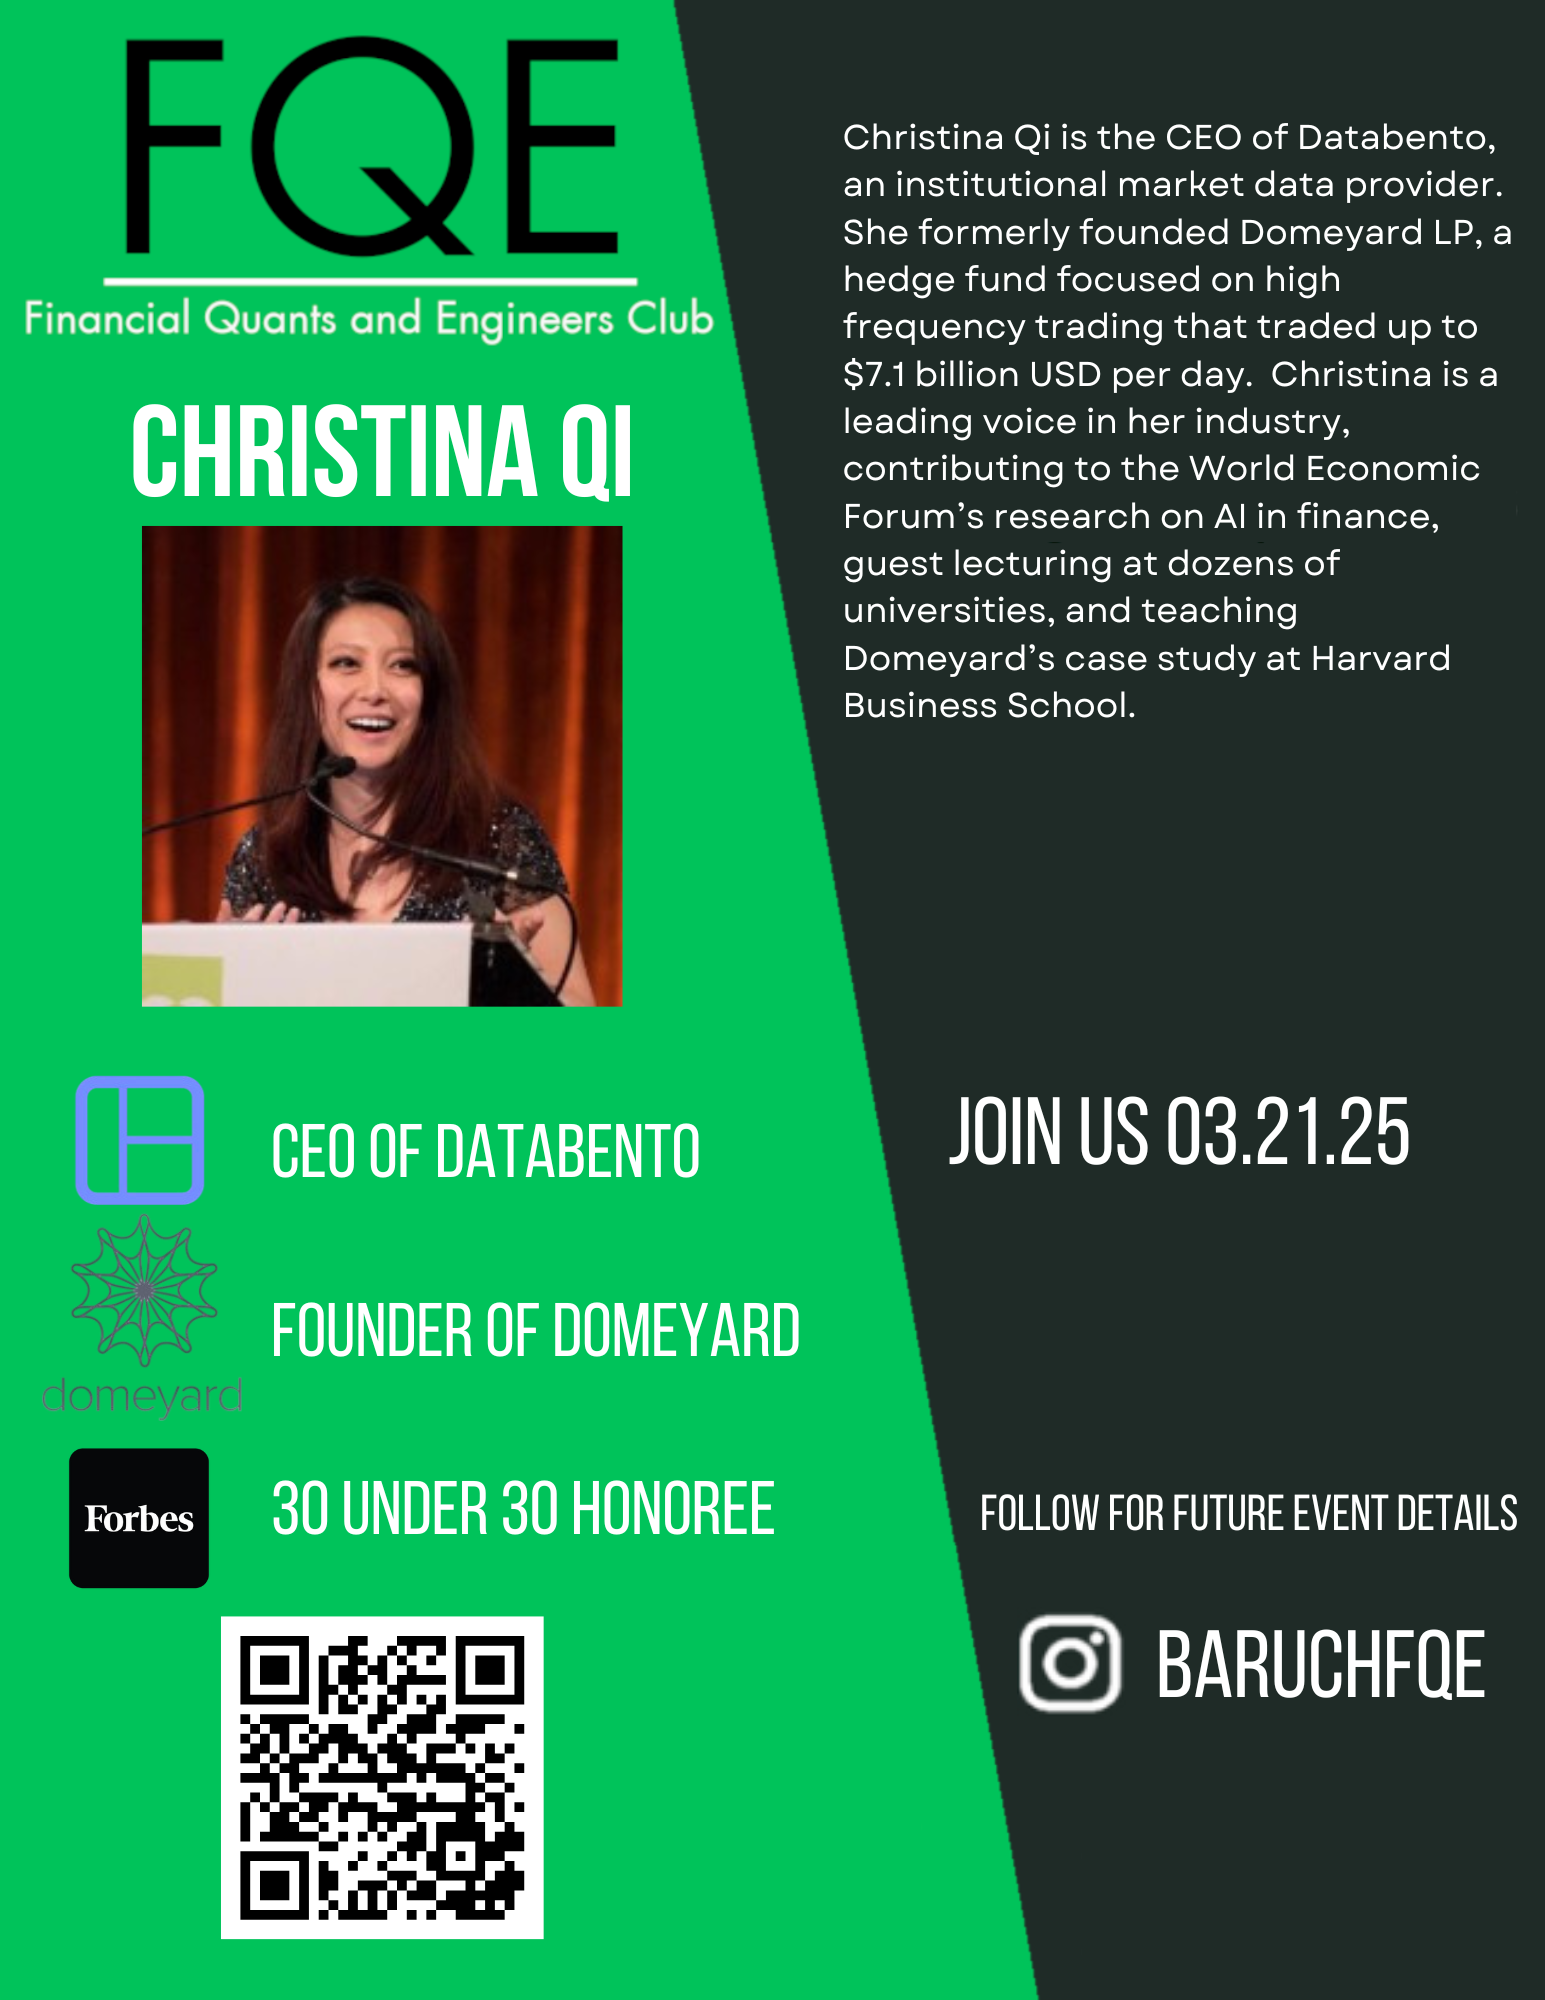 FQE
Financial Quants and Engineers Club
CHRISTINA QI
Christina Qi is the CEO of Databento,
an institutional market data provider.
She formerly founded Domeyard LP, a
hedge fund focused on high
frequency trading that traded up to
$7.1 billion USD per day.  Christina is a
leading voice in her industry,
contributing to the World Economic
Forum’s research on AI in finance,
guest lecturing at dozens of
universities, and teaching
Domeyard’s case study at Harvard
Business School.
CEO OF DATABENTO
domeyard
FOUNDER OF DOMEYARD
Forbes
30 UNDER 30 HONOREE
JOIN US 03.21.25
FOLLOW FOR FUTURE EVENT DETAILS
BARUCHFQE